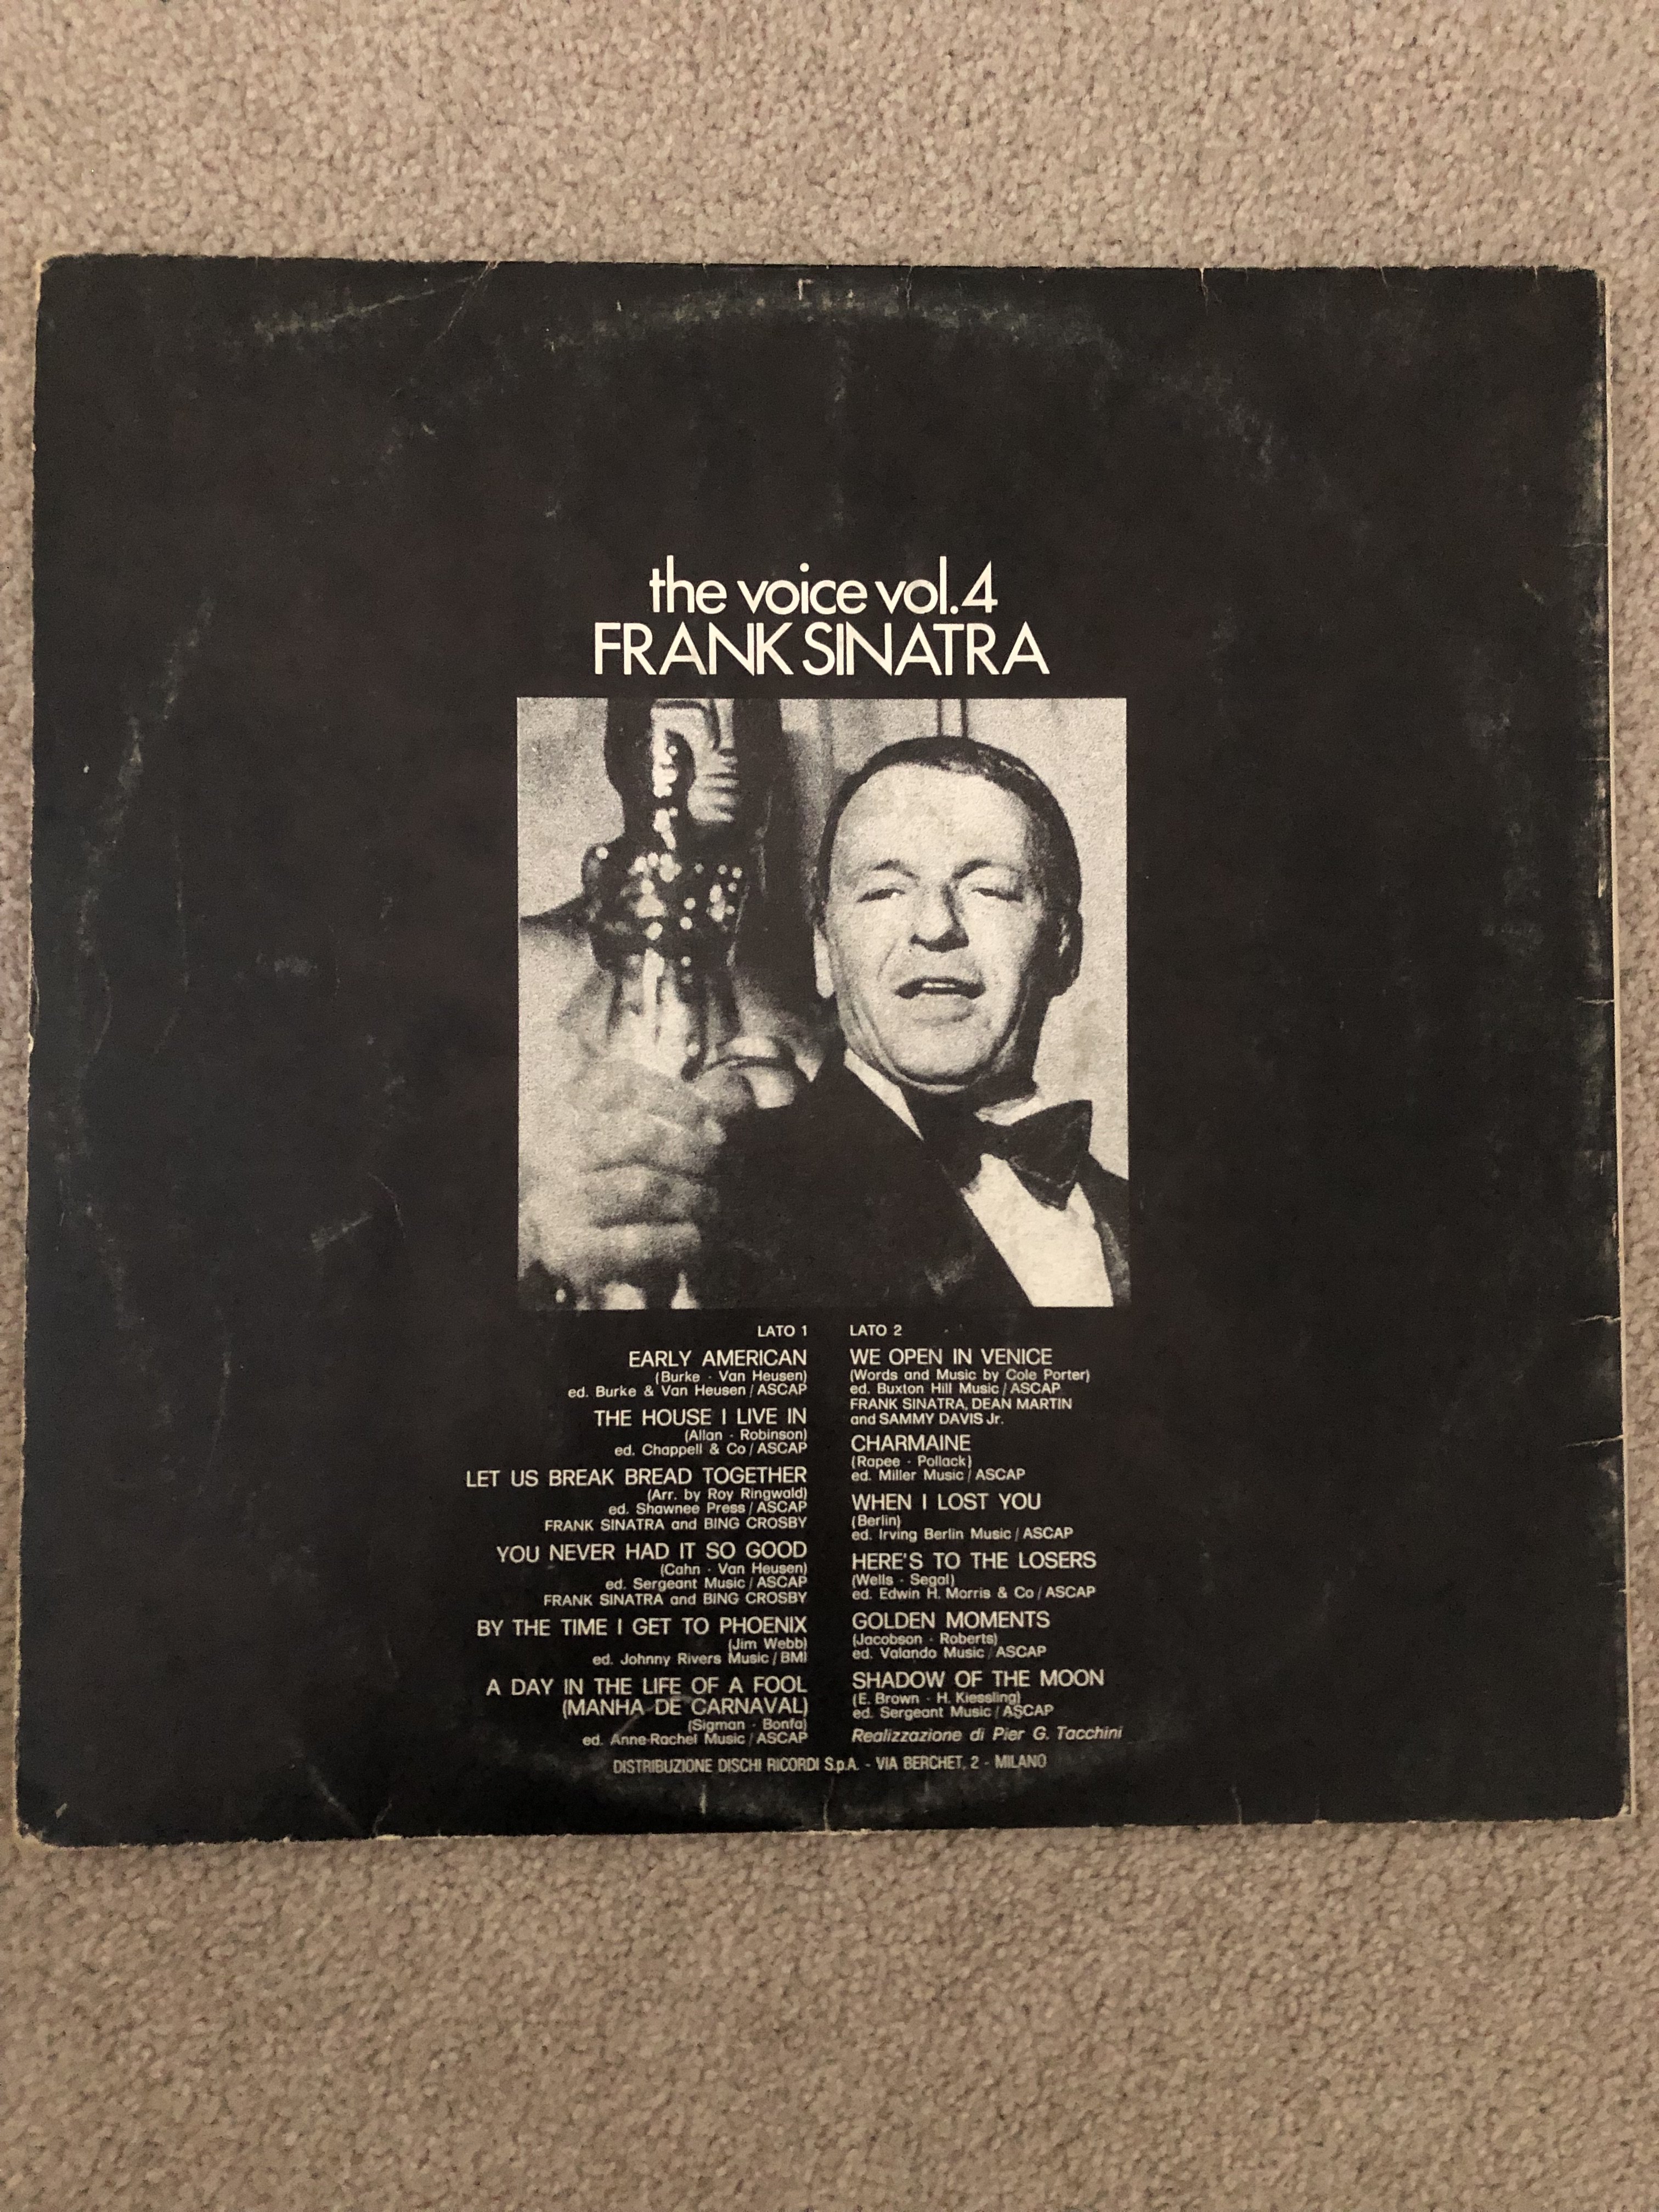 the voice vol.4
FRANK SINATRA
LATO 1
EARLY AMERICAN
(Burke - Van Heusen)
ed. Burke & Van Heusen / ASCAP
THE HOUSE I LIVE IN
(Allan - Robinson)
ed. Chappell & Co / ASCAP
LET US BREAK BREAD TOGETHER
(Arr. by Roy Ringwald)
ed. Shawnee Press / ASCAP
FRANK SINATRA and BING CROSBY
YOU NEVER HAD IT SO GOOD
(Cahn - Van Heusen)
ed. Sergeant Music / ASCAP
FRANK SINATRA and BING CROSBY
BY THE TIME I GET TO PHOENIX
(Jim Webb)
ed. Johnny Rivers Music / BMI
A DAY IN THE LIFE OF A FOOL
(MANHA DE CARNAVAL)
(Sigman - Bonfa)
ed. Anne-Rachel Music / ASCAP
LATO 2
WE OPEN IN VENICE
(Words and Music by Cole Porter)
ed. Buxton Hill Music / ASCAP
FRANK SINATRA, DEAN MARTIN
and SAMMY DAVIS Jr.
CHARMAINE
(Rapee - Pollack)
ed. Miller Music / ASCAP
WHEN I LOST YOU
(Berlin)
ed. Irving Berlin Music / ASCAP
HERE'S TO THE LOSERS
(Wells - Segal)
ed. Edwin H. Morris & Co / ASCAP
GOLDEN MOMENTS
(Jacobson - Roberts)
ed. Valando Music / ASCAP
SHADOW OF THE MOON
(E. Brown - H. Kiessling)
ed. Sergeant Music / ASCAP
Realizzazione di Pier G. Tacchini
DISTRIBUZIONE DISCHI RICORDI S.p.A. - VIA BERCHET, 2 - MILANO